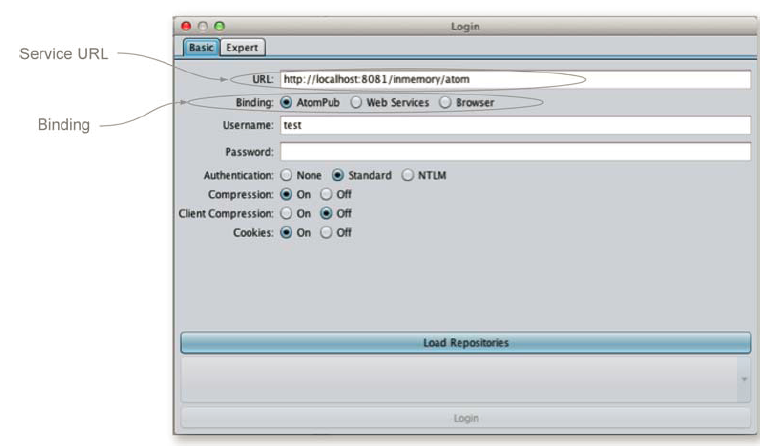 Login
Basic Expert
Service URL
URL: http://localhost:8081/inmemory/atom
Binding: AtomPub Web Services Browser
Binding
Username: test
Password:
Authentication: None Standard NTLM
Compression: On Off
Client Compression: On Off
Cookies: On Off
Load Repositories
Login